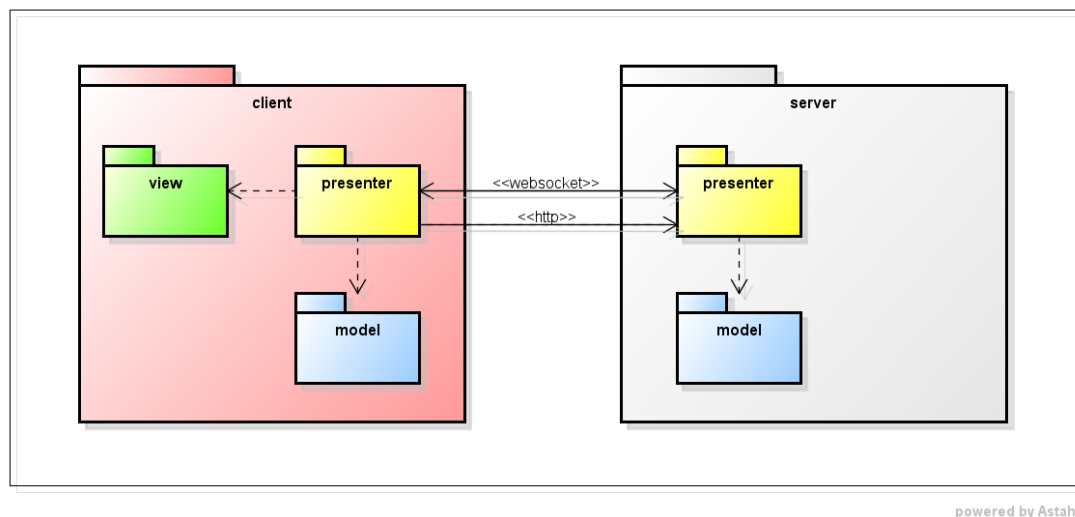 client
server
view
presenter
<<websocket>>
presenter
<<http>>
model
model
powered by Astah